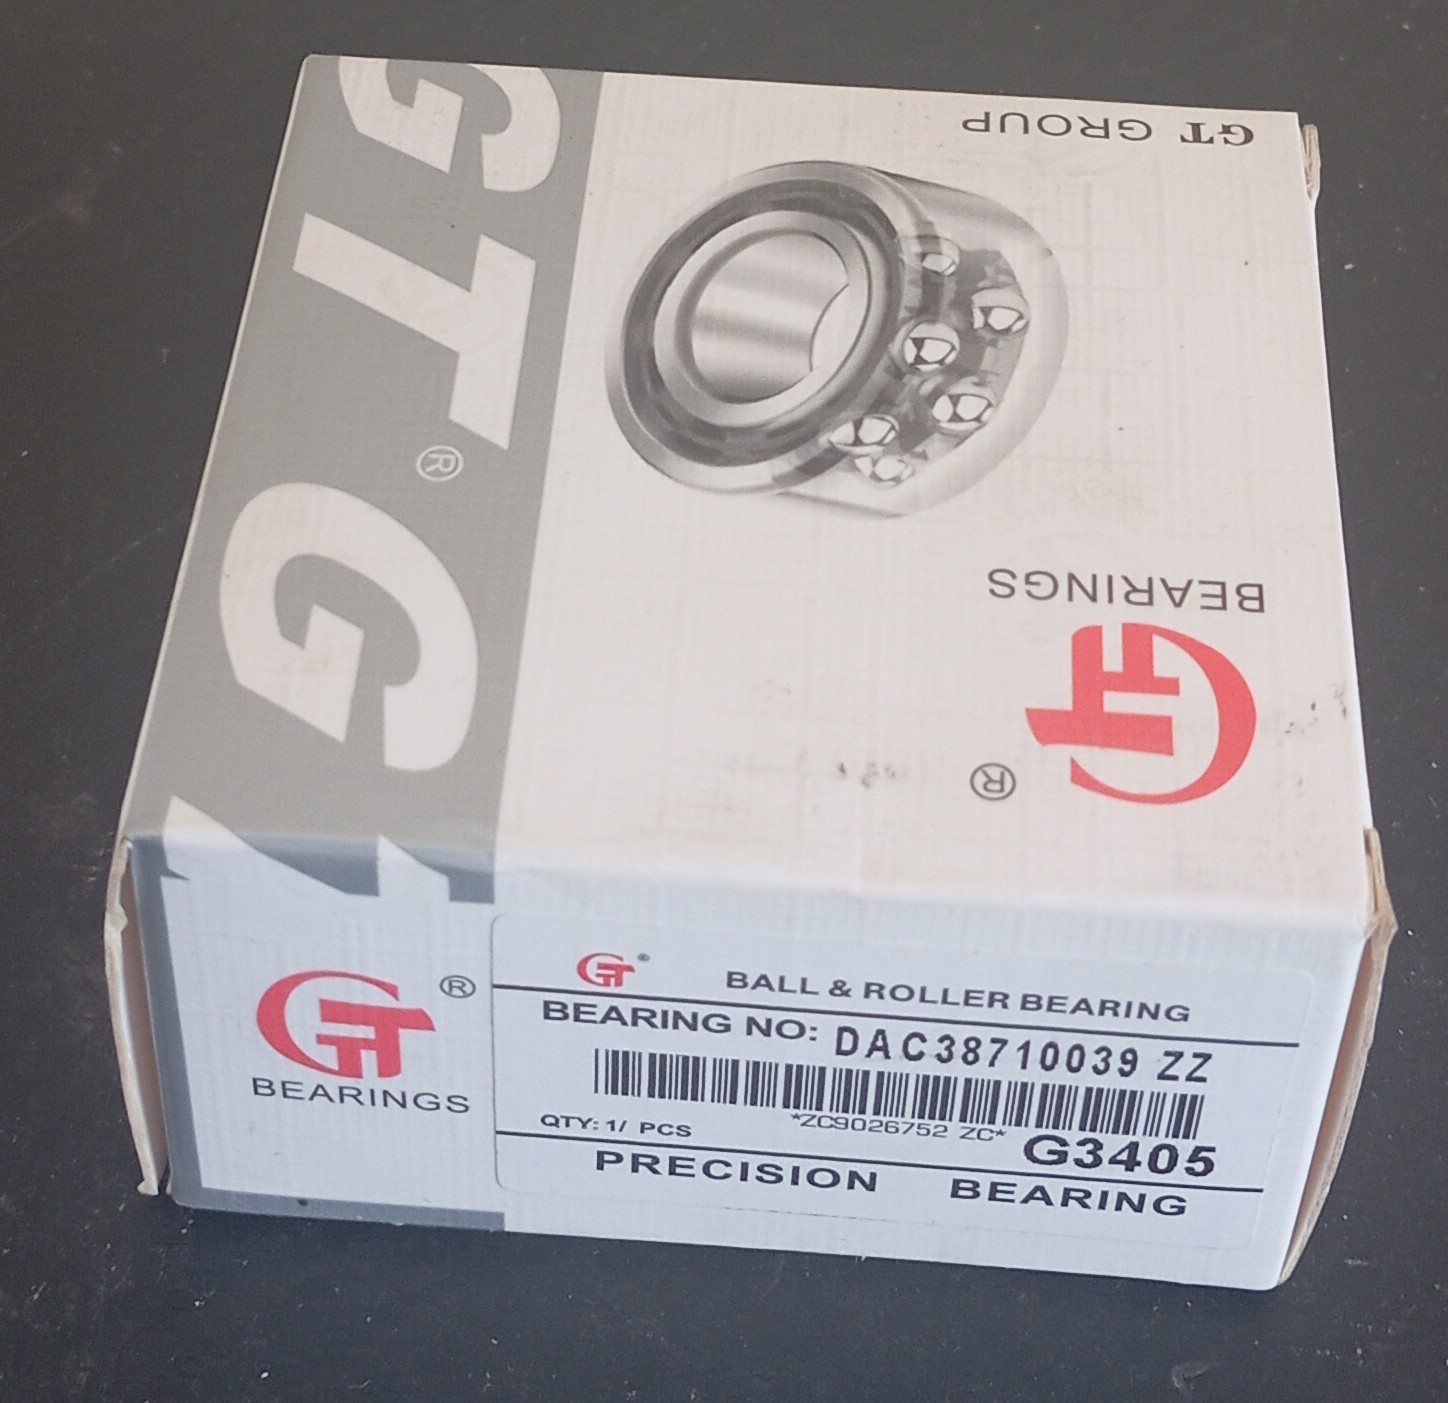 GT GROUP
GT
®
G
BEARINGS
GT
®
GT ®
BEARINGS
GT ®
BALL & ROLLER BEARING
BEARING NO: DAC38710039 ZZ
*ZC9026752 ZC*
QTY: 1/ PCS
G3405
PRECISION BEARING